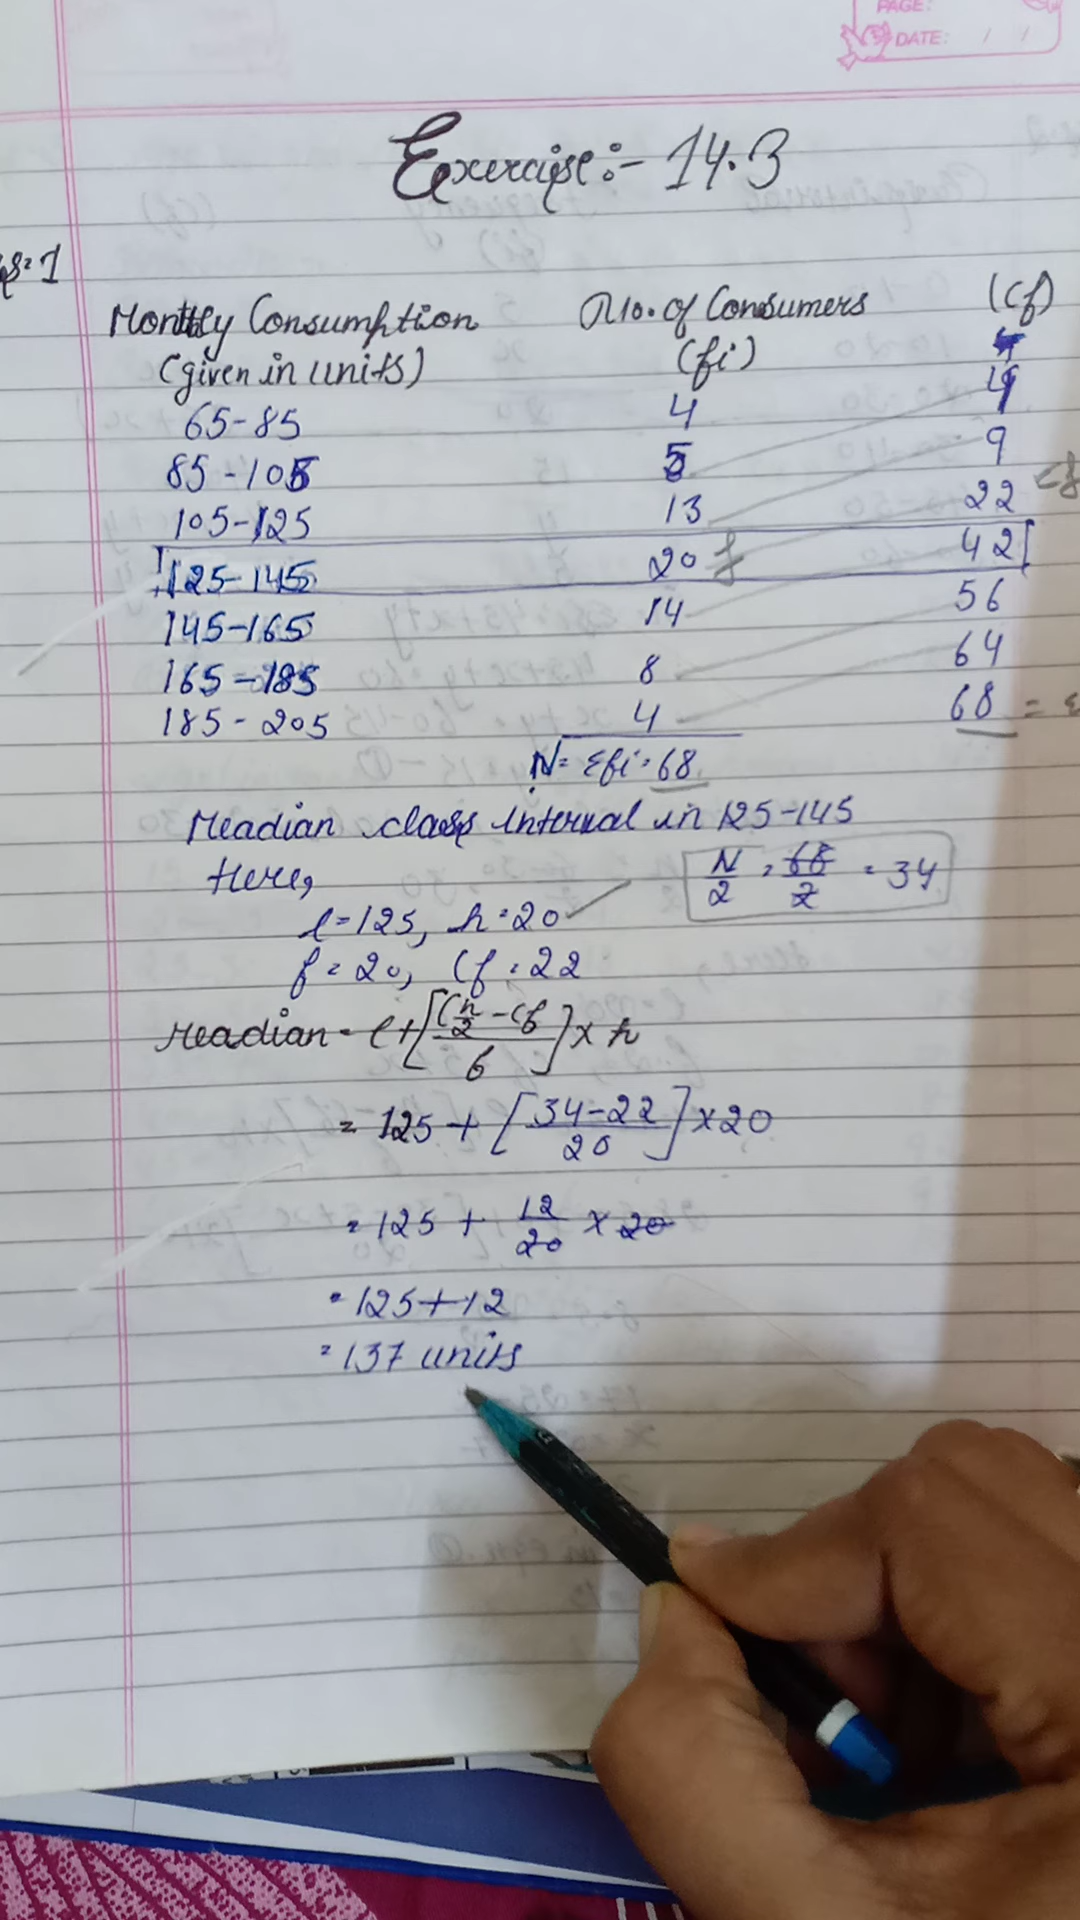 PAGE:
DATE: / /
Exercise:- 14.3
Monthly Consumption No. of Consumers (Cf)
(given in units) (fi)
65-85 4 4
85-105 5 9
105-125 13 22 cf
125-145 20 f 42
145-165 14 56
165-185 8 64
185-205 4 68 =
N= Σfi = 68
Meadian class interval in 125-145
Here, N/2 = 68/2 = 34
l=125, h=20
f=20, Cf=22
Meadian = l+[(n/2 -cf/f] x h
= 125 + [34-22/20] x 20
= 125 + 12/20 x 20
= 125+12
= 137 units